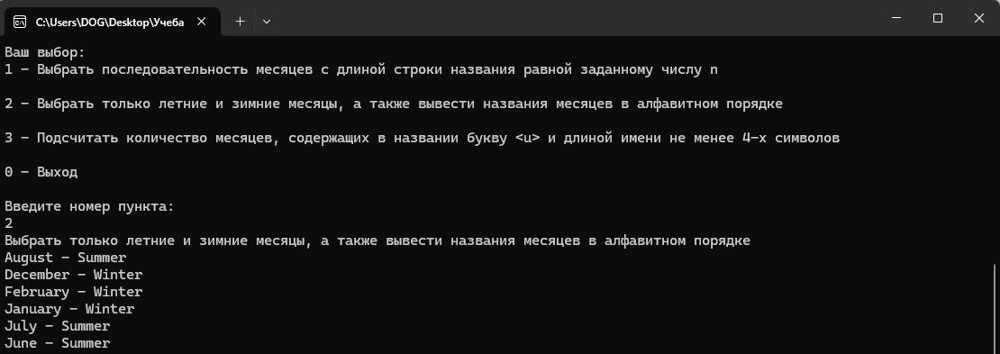 C:\Users\DOG\Desktop\Учеба
Ваш выбор:
1 - Выбрать последовательность месяцев с длиной строки названия равной заданному числу n
2 - Выбрать только летние и зимние месяцы, а также вывести названия месяцев в алфавитном порядке
3 - Подсчитать количество месяцев, содержащих в названии букву <u> и длиной имени не менее 4-х символов
0 - Выход
Введите номер пункта:
2
Выбрать только летние и зимние месяцы, а также вывести названия месяцев в алфавитном порядке
August - Summer
December - Winter
February - Winter
January - Winter
July - Summer
June - Summer